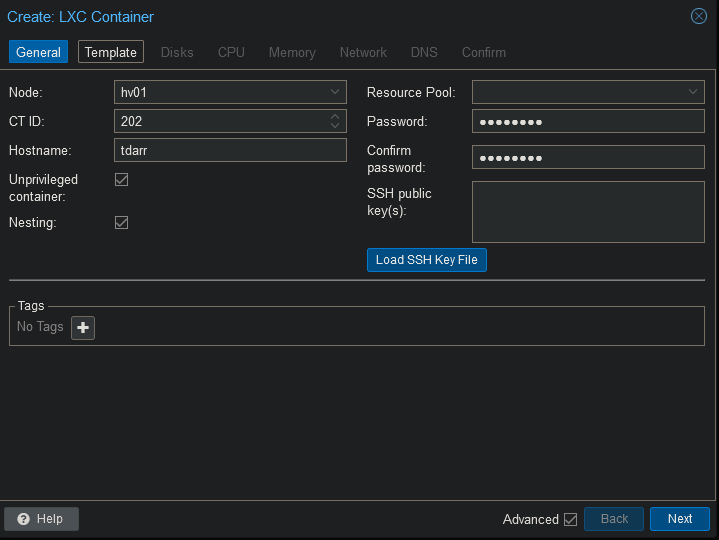 Create: LXC Container
General Template Disks CPU Memory Network DNS Confirm
Node: hv01
CT ID: 202
Hostname: tdarr
Unprivileged
container:
Nesting:
Resource Pool:
Password: ●●●●●●●●
Confirm
password: ●●●●●●●●
SSH public
key(s):
Load SSH Key File
Tags
No Tags
Help
Advanced Back Next